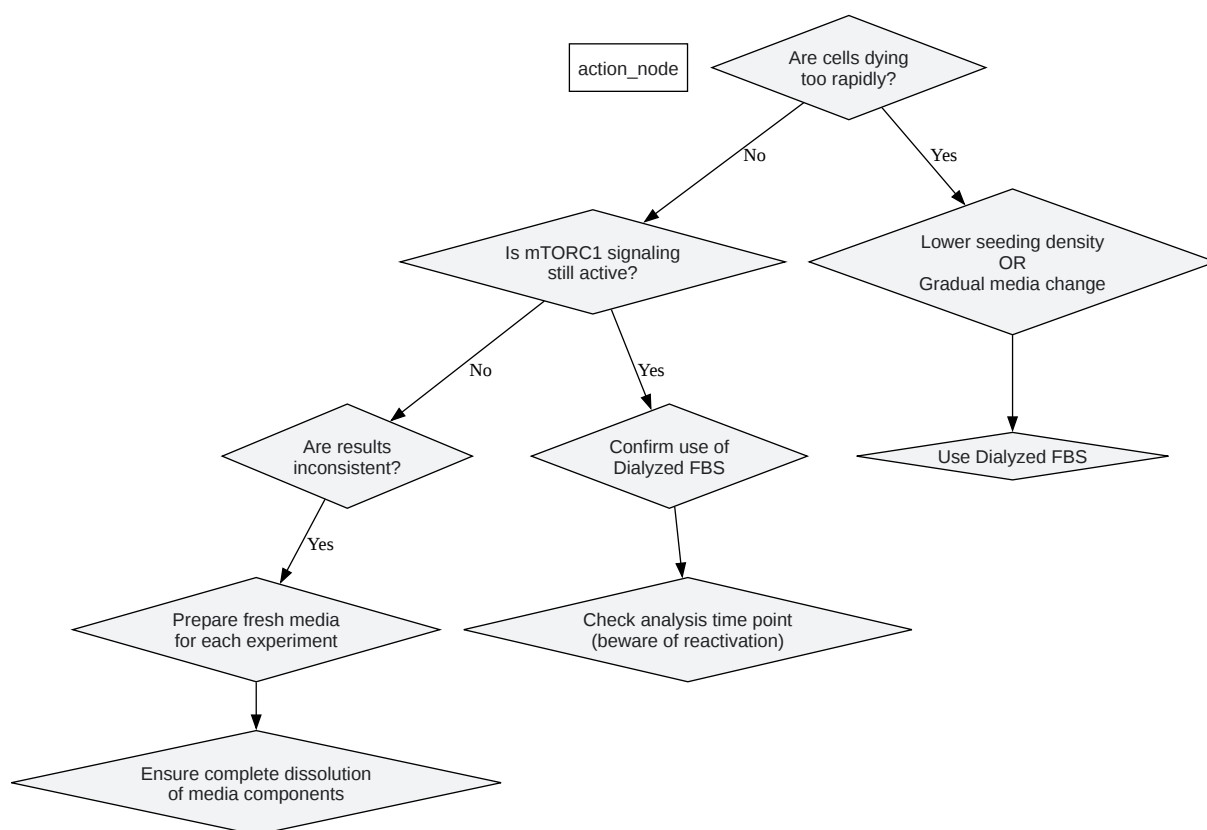 action_node
Are cells dying
too rapidly?
No
Yes
Is mTORC1 signaling
still active?
Lower seeding density
OR
Gradual media change
No
Yes
Are results
inconsistent?
Confirm use of
Dialyzed FBS
Use Dialyzed FBS
Yes
Prepare fresh media
for each experiment
Check analysis time point
(beware of reactivation)
Ensure complete dissolution
of media components